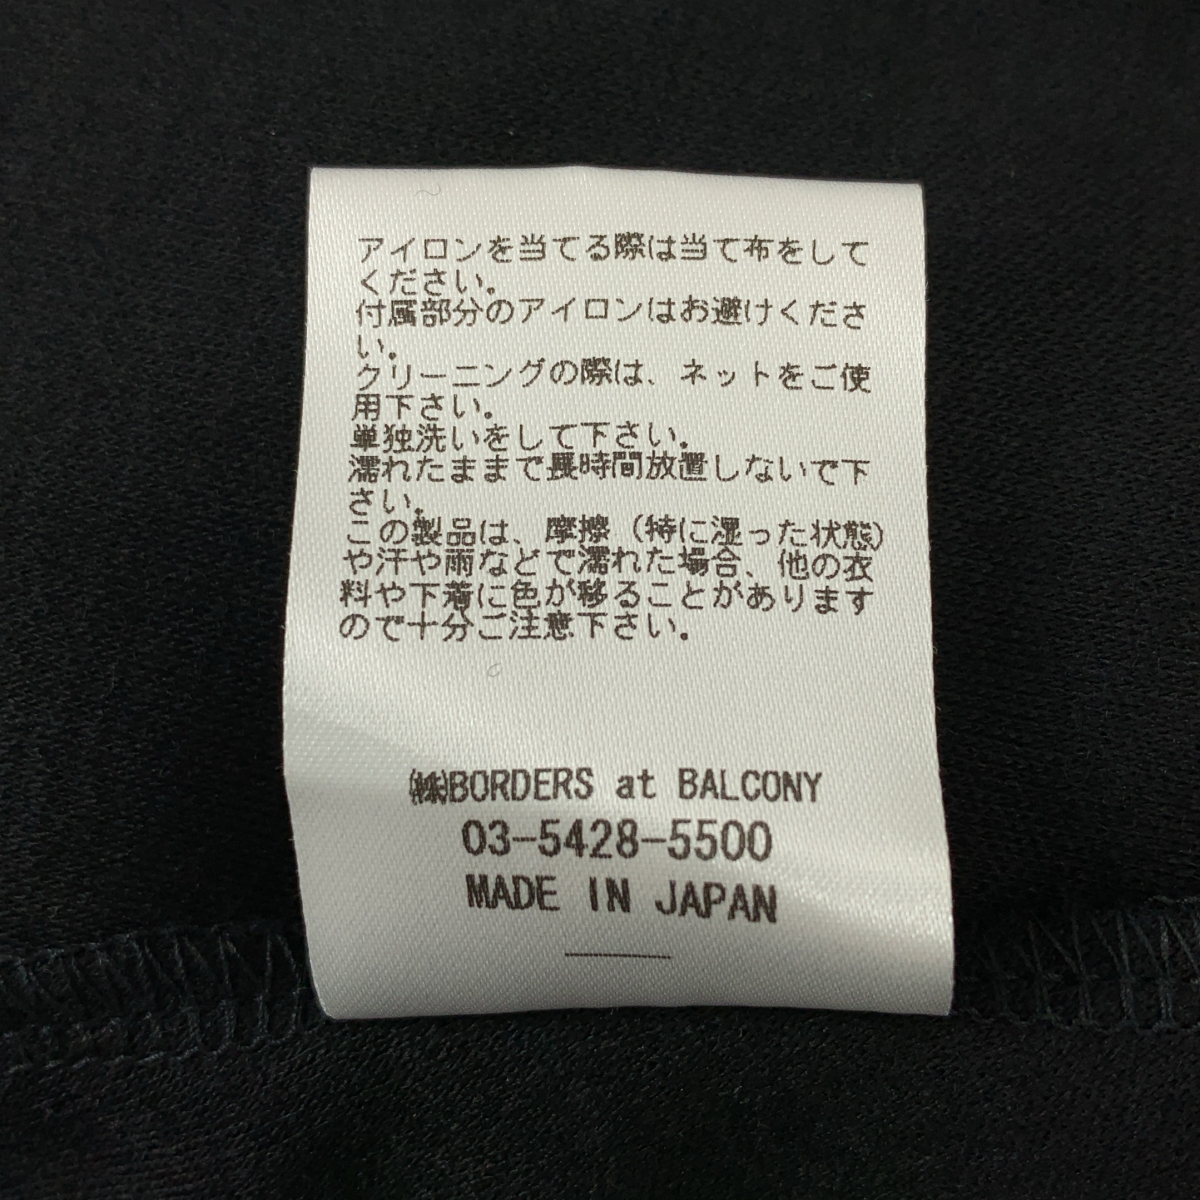 アイロンを当てる際は当て布をして
ください。
付属部分のアイロンはお避けくださ
い。
クリーニングの際は、ネットをご使
用下さい。
単独洗いをして下さい。
濡れたままで長時間放置しないで下
さい。
この製品は、摩擦（特に湿った状態）
や汗や雨などで濡れた場合、他の衣
料や下着に色が移ることがあります
ので十分ご注意下さい。
㈱BORDERS at BALCONY
03-5428-5500
MADE IN JAPAN